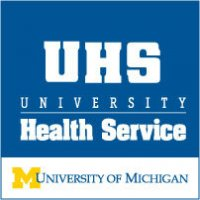 UHS
UNIVERSITY
Health Service
M UNIVERSITY OF MICHIGAN